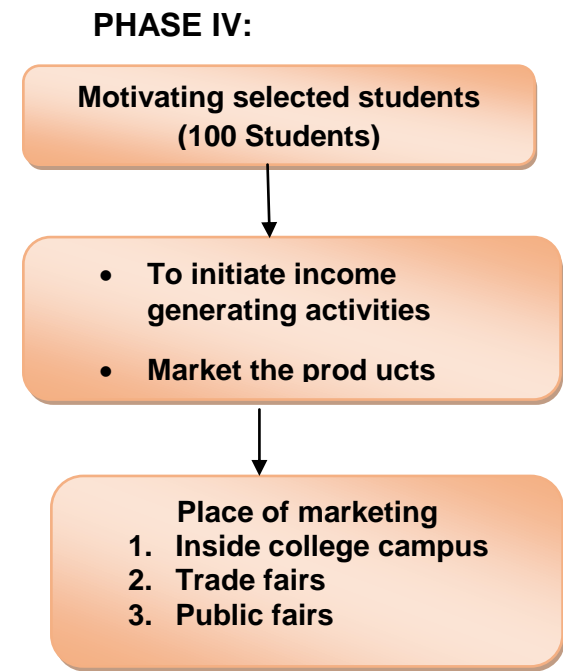 PHASE IV:
Motivating selected students
(100 Students)
• To initiate income
generating activities
• Market the prod ucts
Place of marketing
1. Inside college campus
2. Trade fairs
3. Public fairs